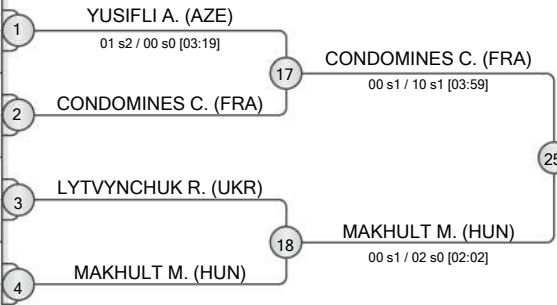 1
YUSIFLI A. (AZE)
01 s2 / 00 s0 [03:19]
17
CONDOMINES C. (FRA)
00 s1 / 10 s1 [03:59]
2
CONDOMINES C. (FRA)
25
3
LYTVYNCHUK R. (UKR)
18
MAKHULT M. (HUN)
00 s1 / 02 s0 [02:02]
4
MAKHULT M. (HUN)